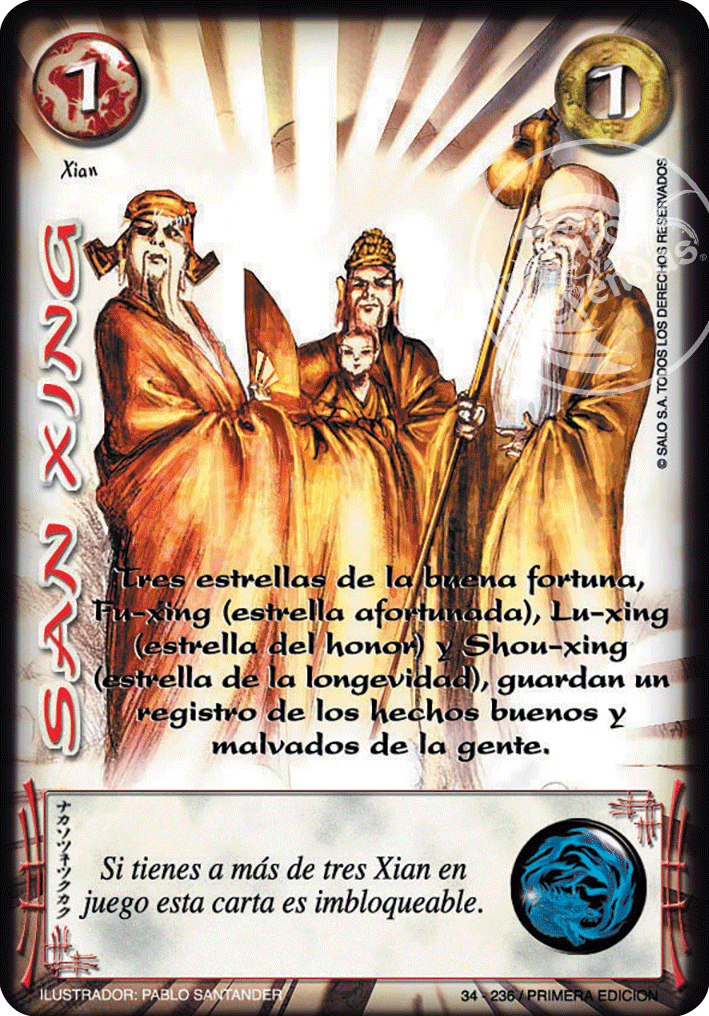 1
1
Xian
SAN XING
© SALO S.A. TODOS LOS DERECHOS RESERVADOS
Tres estrellas de la buena fortuna,
Fu-xing (estrella afortunada), Lu-xing
(estrella del honor) y Shou-xing
(estrella de la longevidad), guardan un
registro de los hechos buenos y
malvados de la gente.
ナカソツネツクカク
Si tienes a más de tres Xian en
juego esta carta es imbloqueable.
ILUSTRADOR: PABLO SANTANDER
34 - 236 / PRIMERA EDICION